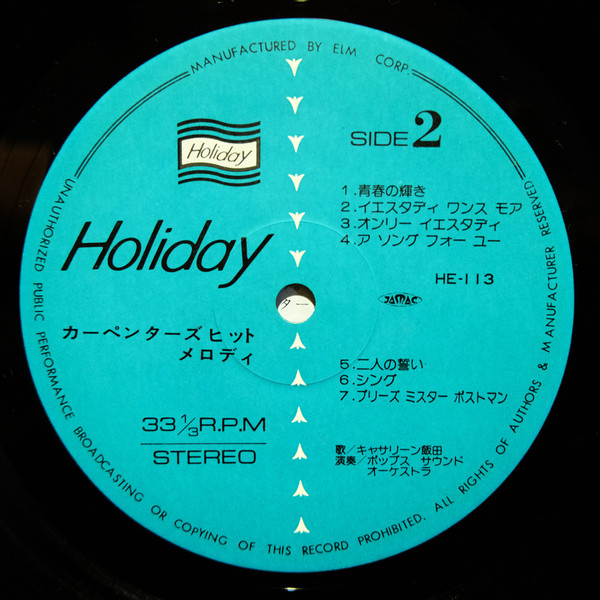 MANUFACTURED BY ELM. CORP.
Holiday
SIDE 2
Holiday
1.青春の輝き
2.イエスタデイ ワンス モア
3.オンリー イエスタデイ
4.ア ソング フォー ユー
HE-113
JASRAC
ター
カーペンターズヒット
メロディ
5.二人の誓い
6.シング
7.プリーズ ミスター ポストマン
33 1/3 R.P.M
STEREO
歌/キャサリーン飯田
演奏/ポップス サウンド
オーケストラ
UNAUTHORIZED PUBLIC PERFORMANCE BROADCASTING OR COPYING OF THIS RECORD PROHIBITED. ALL RIGHTS OF AUTHORS & MANUFACTURER RESERVED